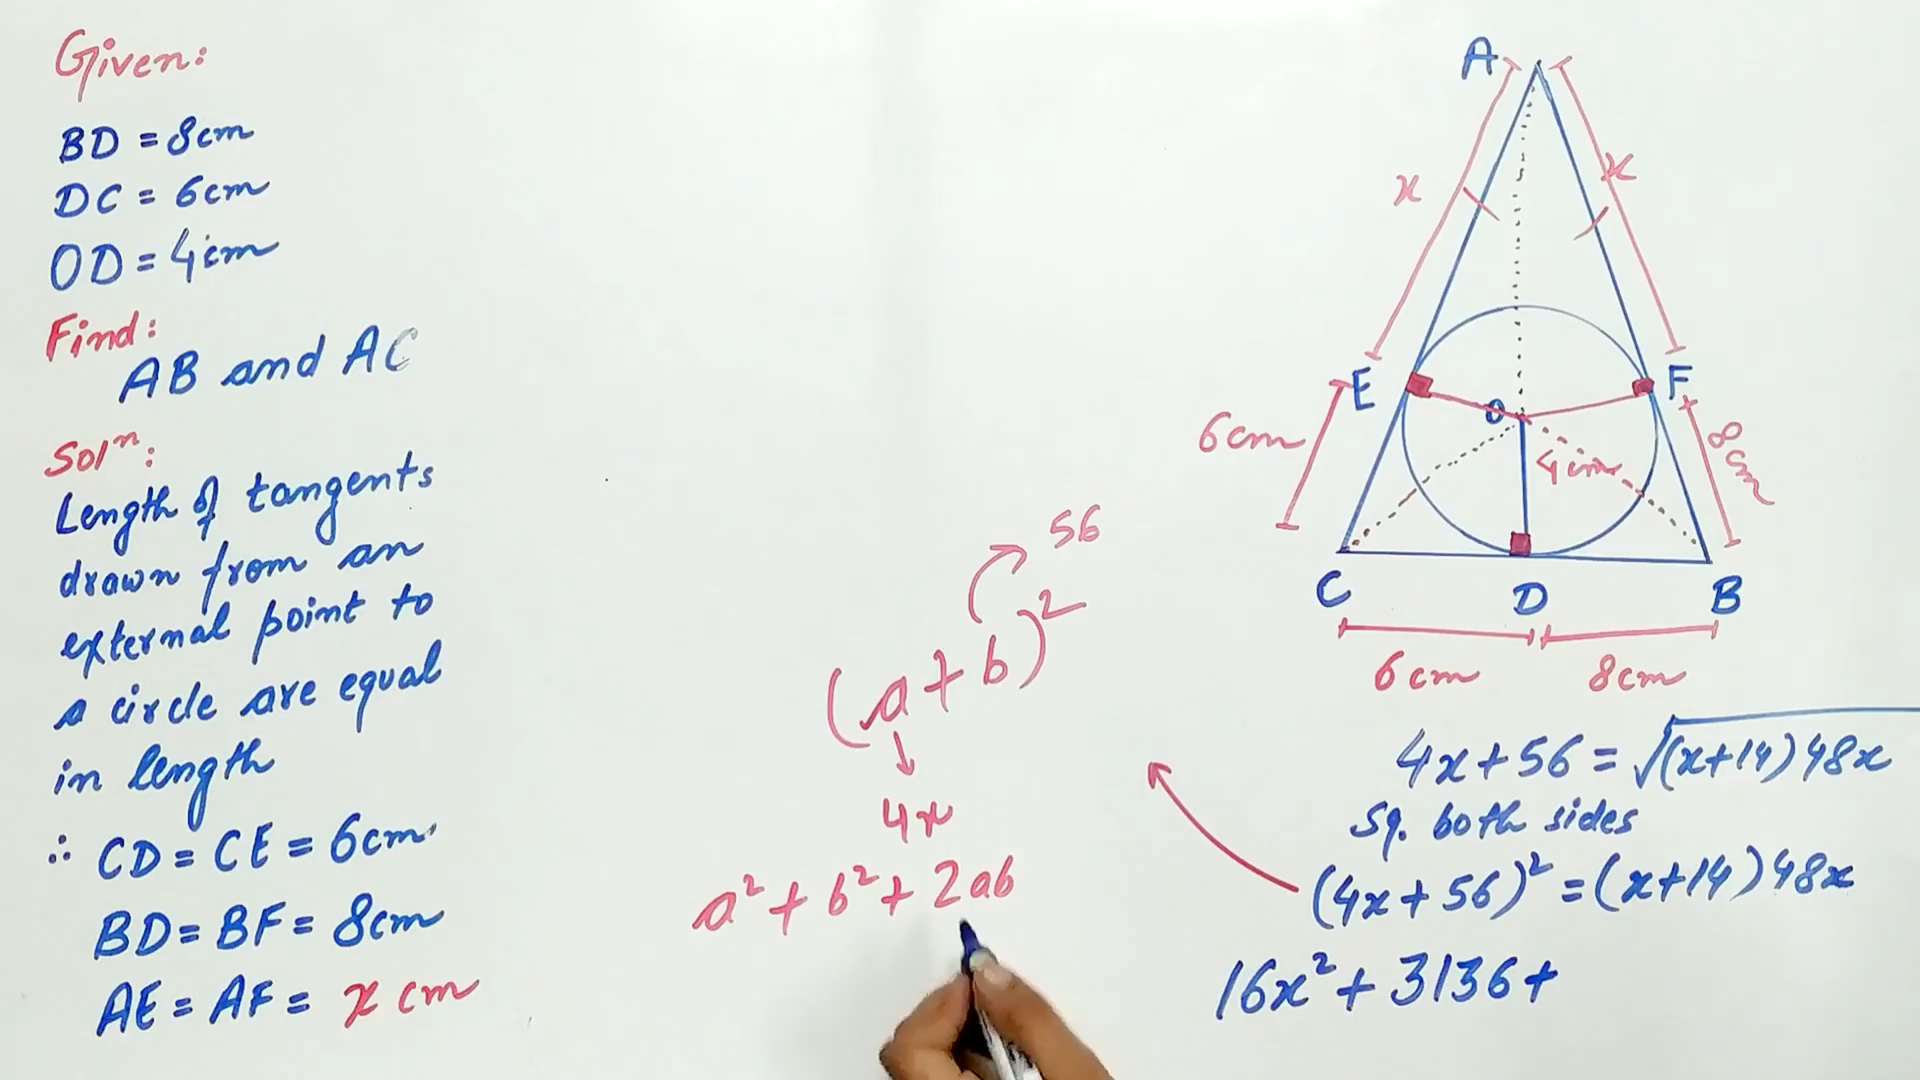 Given:
BD = 8cm
DC = 6cm
OD = 4cm
Find:
AB and AC
Solⁿ:
Length of tangents
drawn from an
external point to
a circle are equal
in length
∴ CD = CE = 6cm
BD = BF = 8cm
AE = AF = x cm
56
(a + b)²
4x
a² + b² + 2ab
A
x
x
E
F
O
6cm
8cm
4cm
C
D
B
6cm
8cm
4x + 56 = √(x+14)48x
Sq. both sides
(4x + 56)² = (x+14)48x
16x² + 3136 +